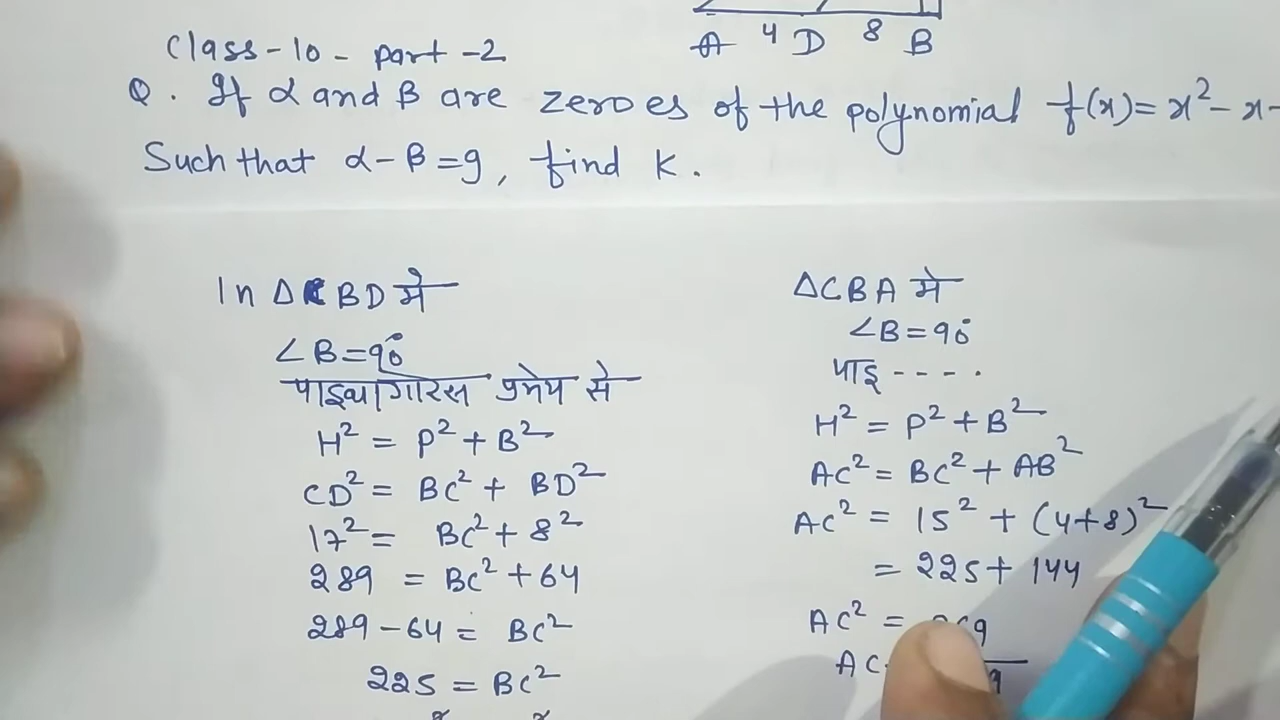 A 4 D 8 B
Class-10 - part -2
Q. If α and β are zeroes of the polynomial f(x)= x² - x -
Such that α - β = 9, find K.
In ΔCBD में
∠B = 90°
पाइथागोरस प्रमेय से
H² = P² + B²
CD² = BC² + BD²
17² = BC² + 8²
289 = BC² + 64
289 - 64 = BC²
225 = BC²
ΔCBA में
∠B = 90°
पाइ - - - -
H² = P² + B²
AC² = BC² + AB²
AC² = 15² + (4+8)²
= 225 + 144
AC² =
AC